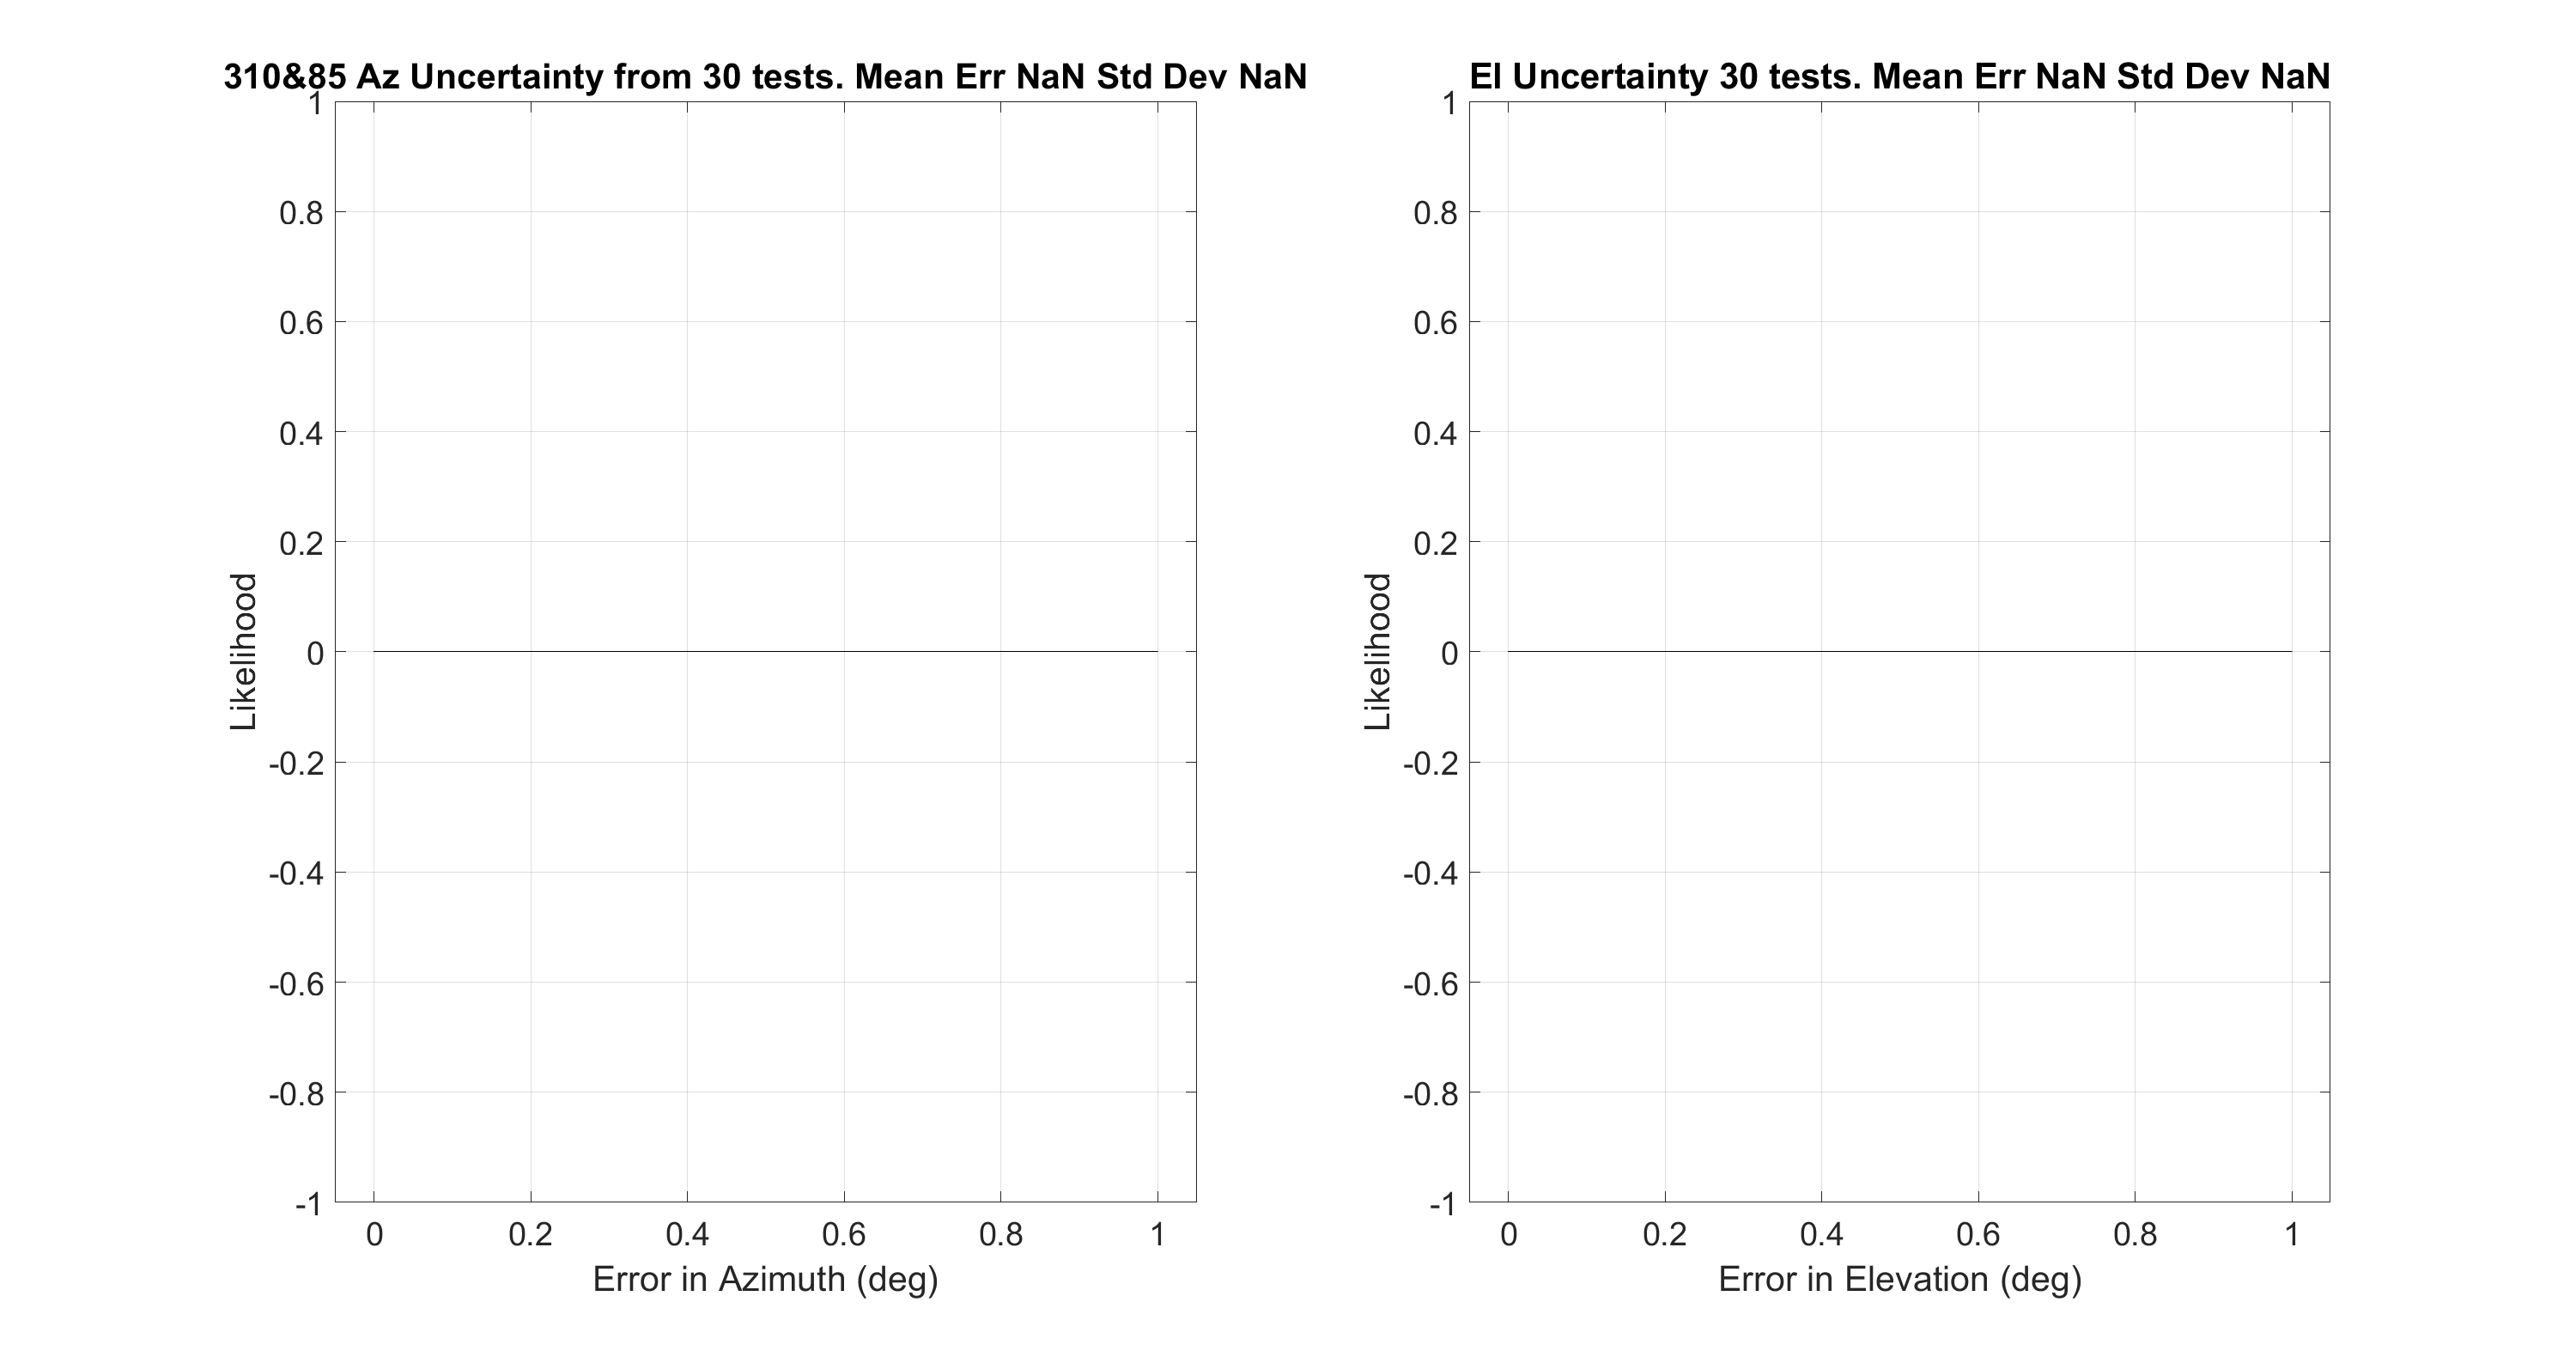 310&85 Az Uncertainty from 30 tests. Mean Err NaN Std Dev NaN
1
0.8
0.6
0.4
0.2
0
-0.2
-0.4
-0.6
-0.8
-1
Likelihood
0 0.2 0.4 0.6 0.8 1
Error in Azimuth (deg)
El Uncertainty 30 tests. Mean Err NaN Std Dev NaN
1
0.8
0.6
0.4
0.2
0
-0.2
-0.4
-0.6
-0.8
-1
Likelihood
0 0.2 0.4 0.6 0.8 1
Error in Elevation (deg)